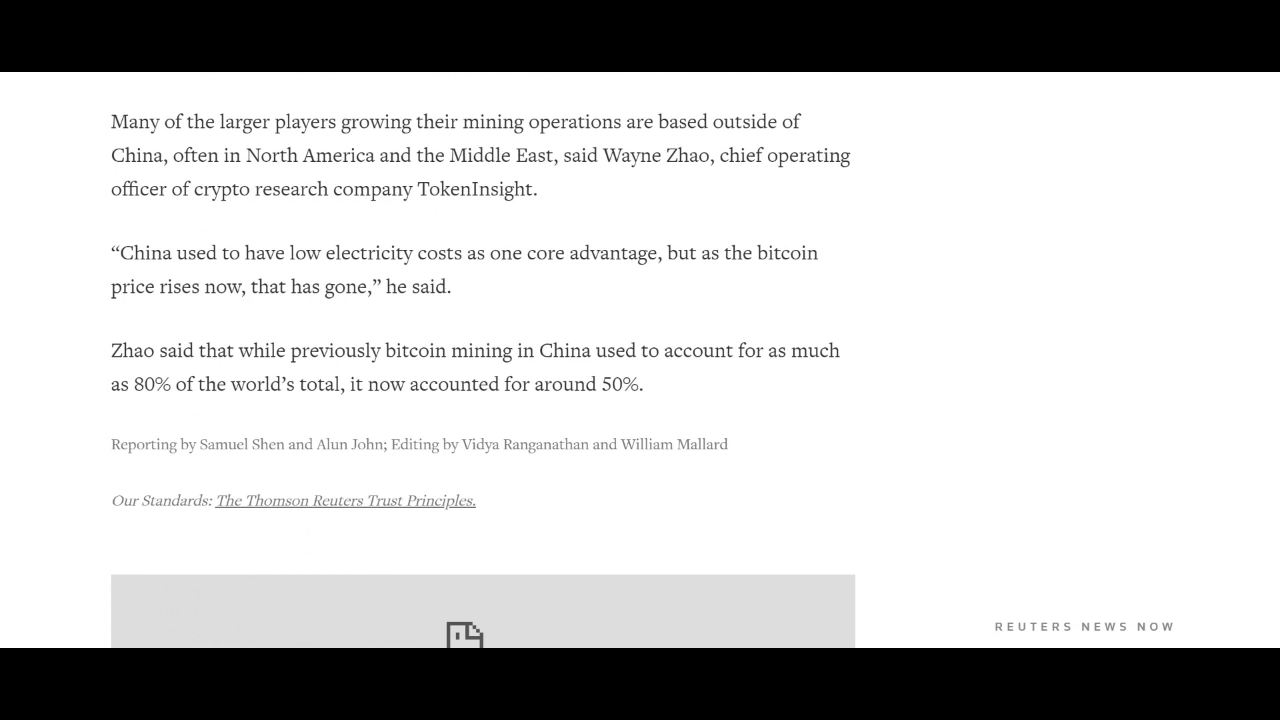 Many of the larger players growing their mining operations are based outside of
China, often in North America and the Middle East, said Wayne Zhao, chief operating
officer of crypto research company TokenInsight.
“China used to have low electricity costs as one core advantage, but as the bitcoin
price rises now, that has gone,” he said.
Zhao said that while previously bitcoin mining in China used to account for as much
as 80% of the world’s total, it now accounted for around 50%.
Reporting by Samuel Shen and Alun John; Editing by Vidya Ranganathan and William Mallard
Our Standards: The Thomson Reuters Trust Principles.
REUTERS NEWS NOW